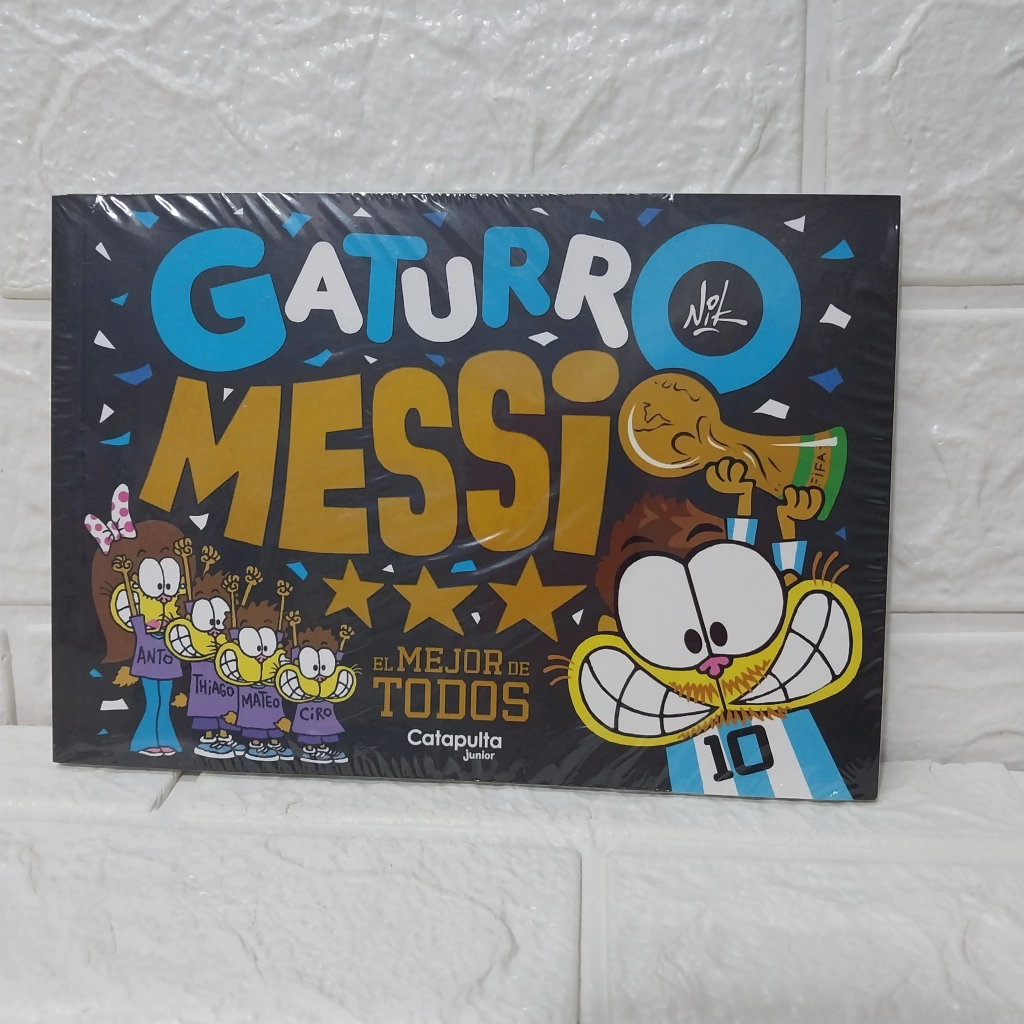 GATURRO
Nik
MESSi
FIFA
EL MEJOR DE
TODOS
Catapulta
junior
ANTO
THiAGO
MATEO
CiRO
10